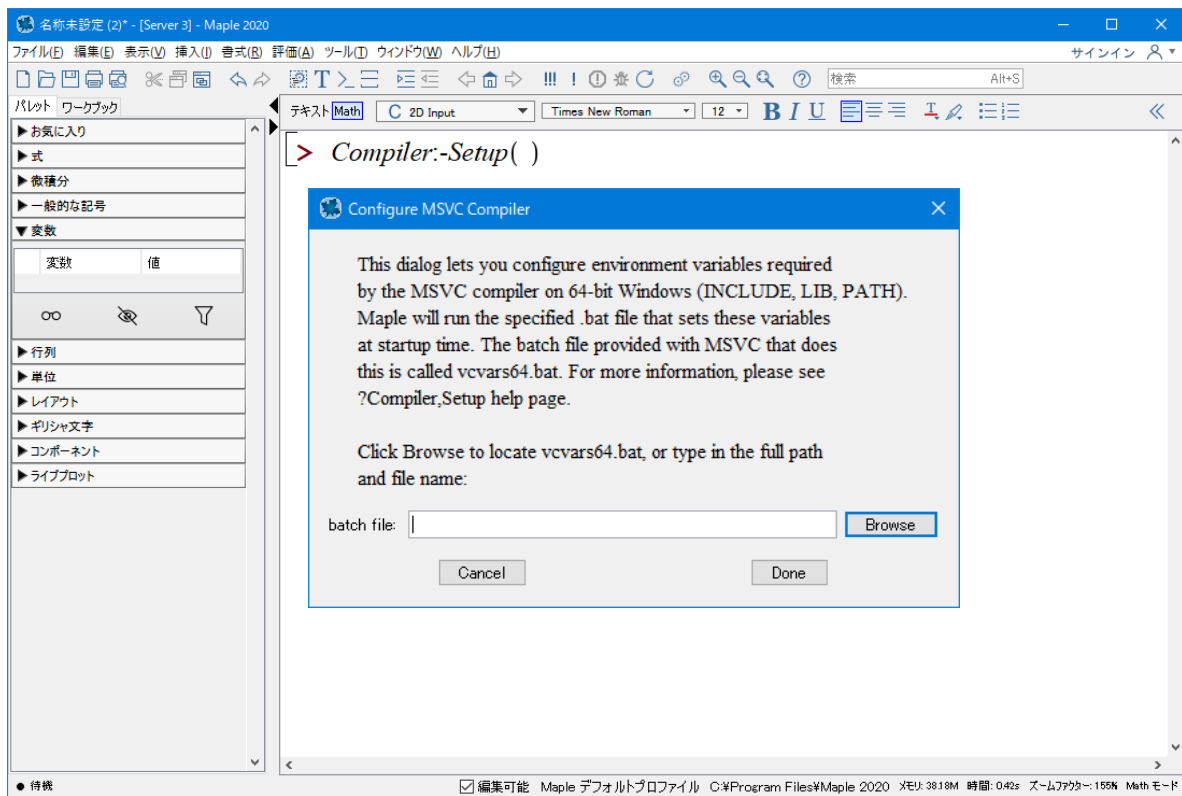 名称未設定 (2)* - [Server 3] - Maple 2020
ファイル(F) 編集(E) 表示(V) 挿入(I) 書式(R) 評価(A) ツール(T) ウィンドウ(W) ヘルプ(H) サインイン
検索 Alt+S
パレット ワークブック
テキスト Math C 2D Input Times New Roman 12 B I U
お気に入り
式
微積分
一般的な記号
変数
変数 値
行列
単位
レイアウト
ギリシャ文字
コンポーネント
ライブプロット
> Compiler:-Setup( )
Configure MSVC Compiler
This dialog lets you configure environment variables required
by the MSVC compiler on 64-bit Windows (INCLUDE, LIB, PATH).
Maple will run the specified .bat file that sets these variables
at startup time. The batch file provided with MSVC that does
this is called vcvars64.bat. For more information, please see
?Compiler,Setup help page.
Click Browse to locate vcvars64.bat, or type in the full path
and file name:
batch file: Browse
Cancel Done
待機 編集可能 Maple デフォルトプロファイル C:¥Program Files¥Maple 2020 メモリ: 38.18M 時間: 0.42s ズームファクター: 155% Math モード